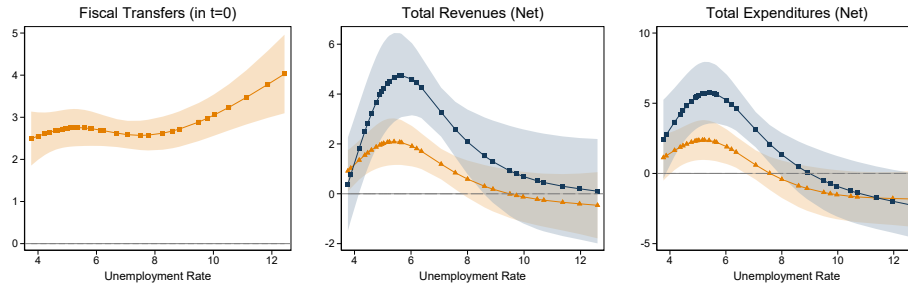 Fiscal Transfers (in t=0)
5
4
3
2
1
0
4 6 8 10 12
Unemployment Rate
Total Revenues (Net)
6
4
2
0
-2
4 6 8 10 12
Unemployment Rate
Total Expenditures (Net)
10
5
0
-5
4 6 8 10 12
Unemployment Rate